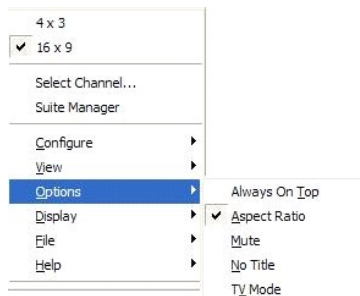 4 x 3
16 x 9
Select Channel...
Suite Manager
Configure
View
Options
Display
File
Help
Always On Top
Aspect Ratio
Mute
No Title
TV Mode